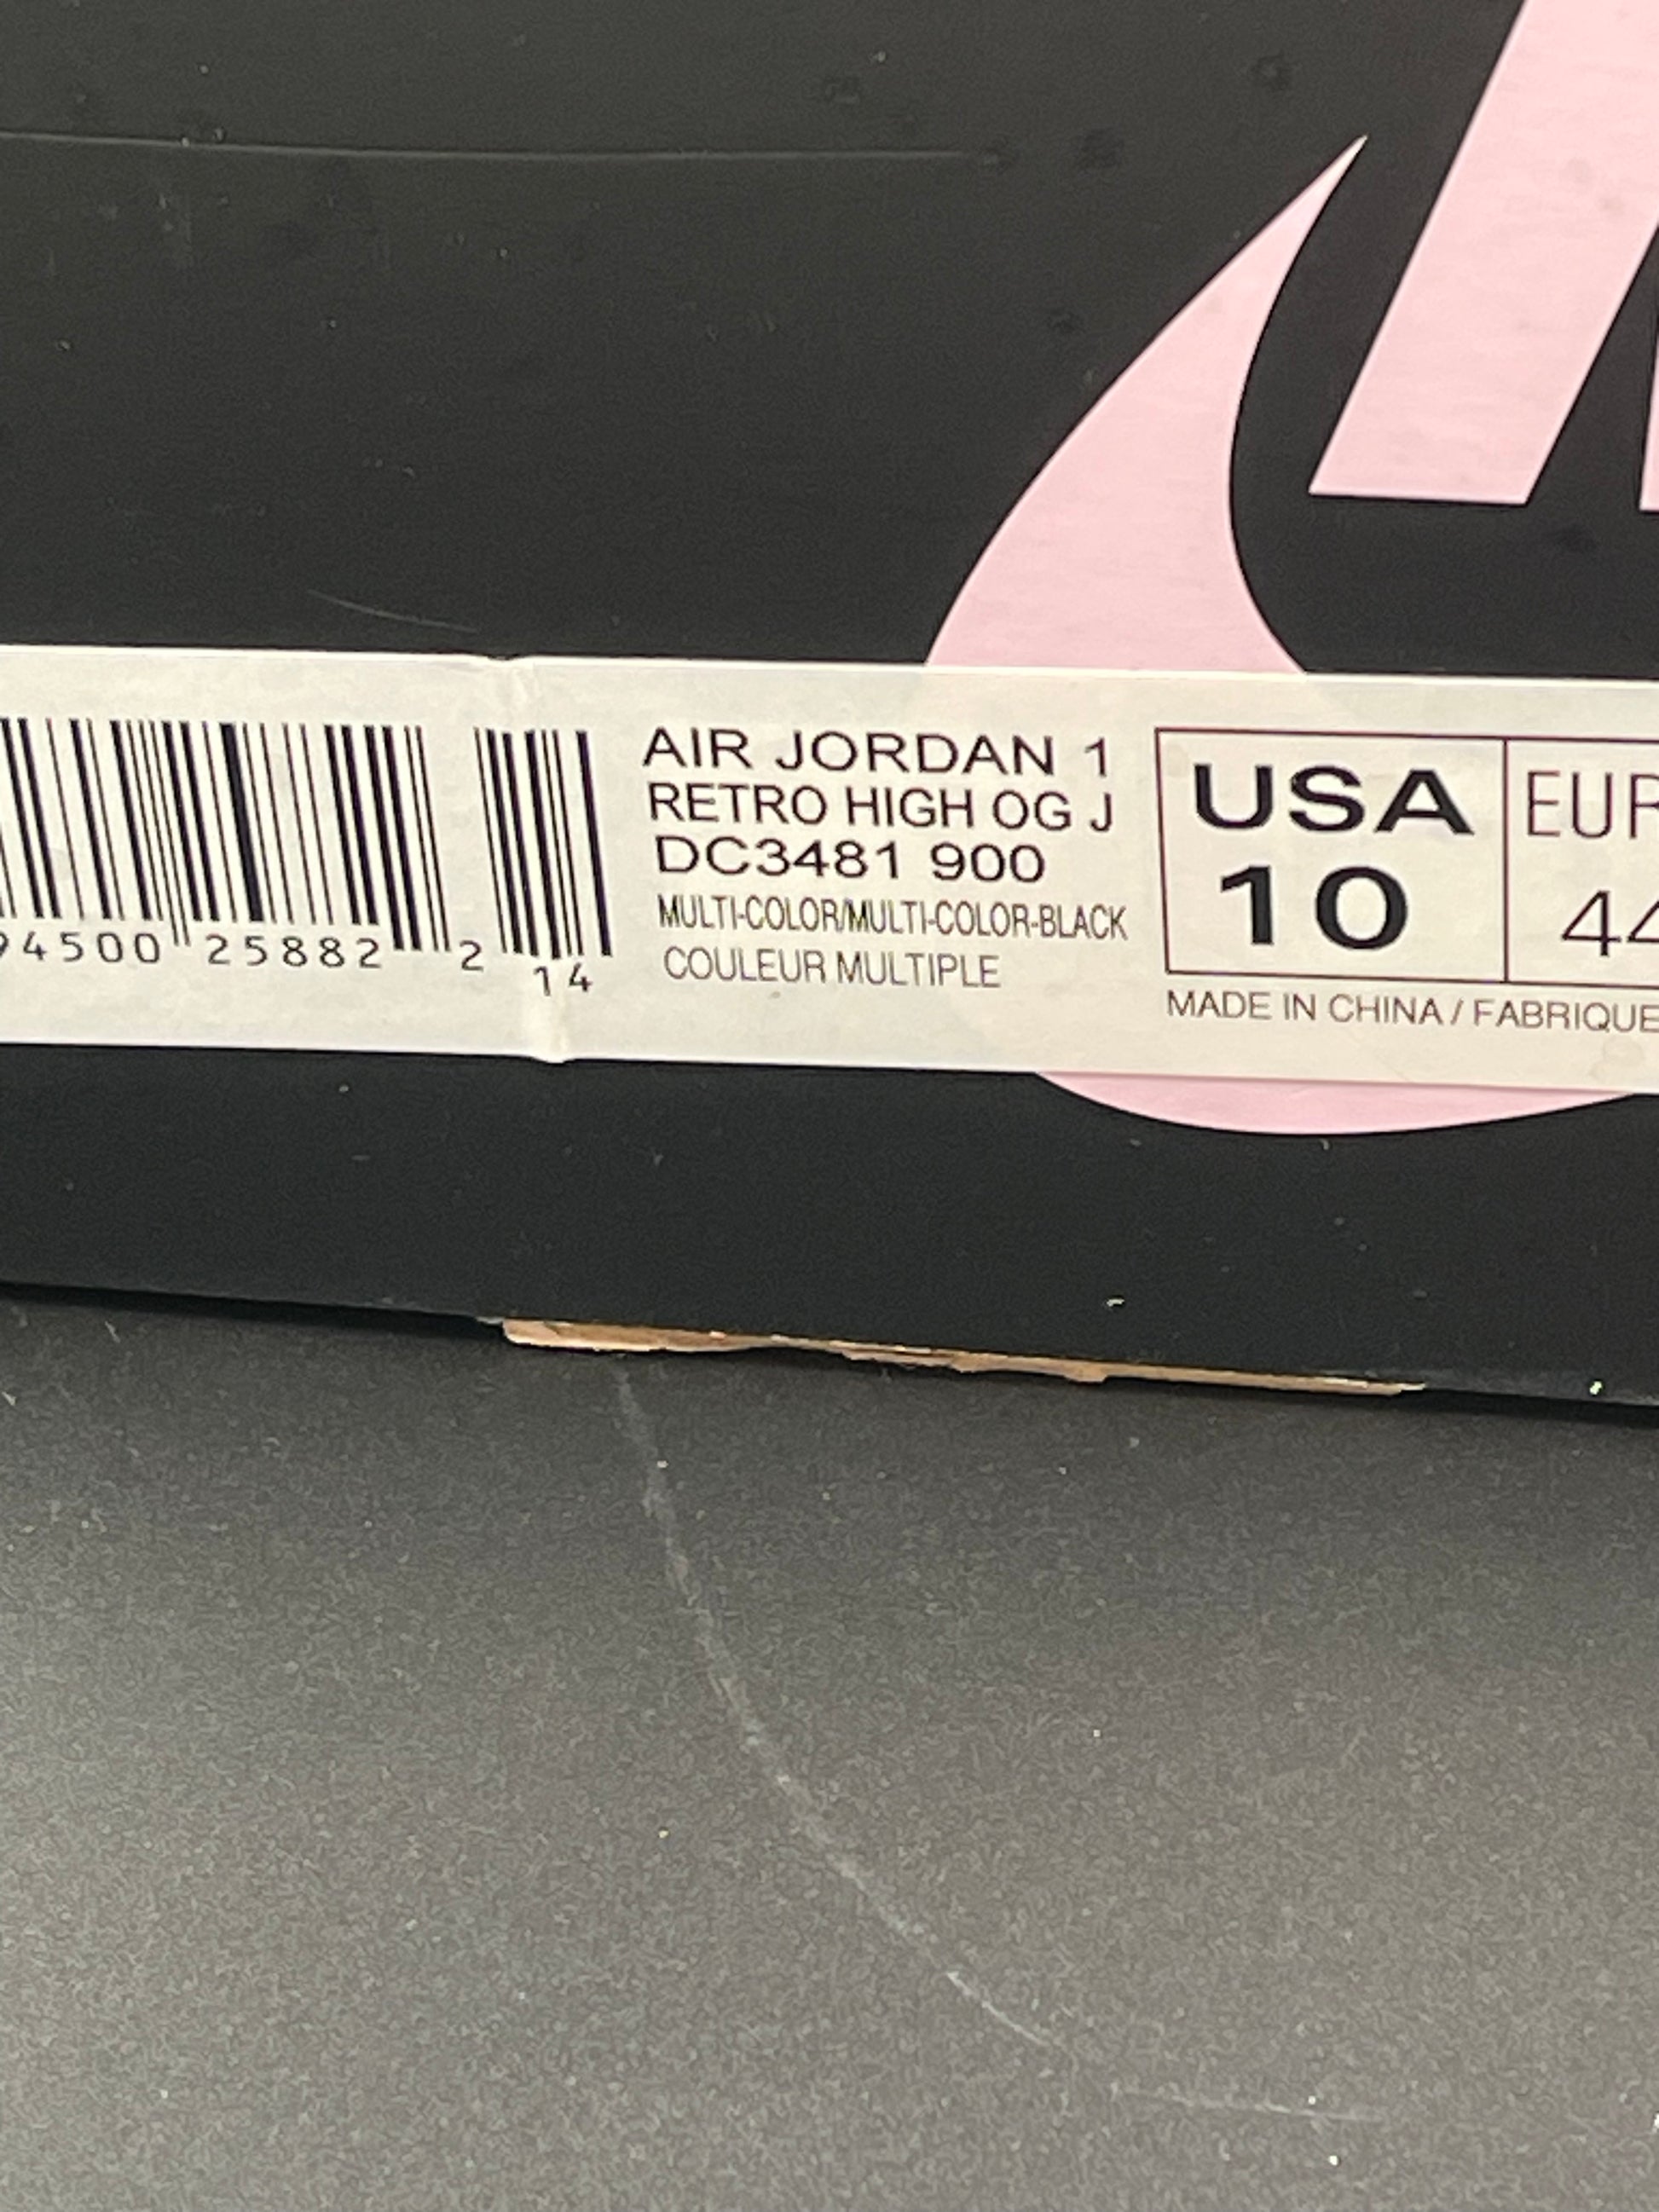 94500 25882 2
14
AIR JORDAN 1
RETRO HIGH OG J
DC3481 900
MULTI-COLOR/MULTI-COLOR-BLACK
COULEUR MULTIPLE
USA
10
EUR
44
MADE IN CHINA / FABRIQUE